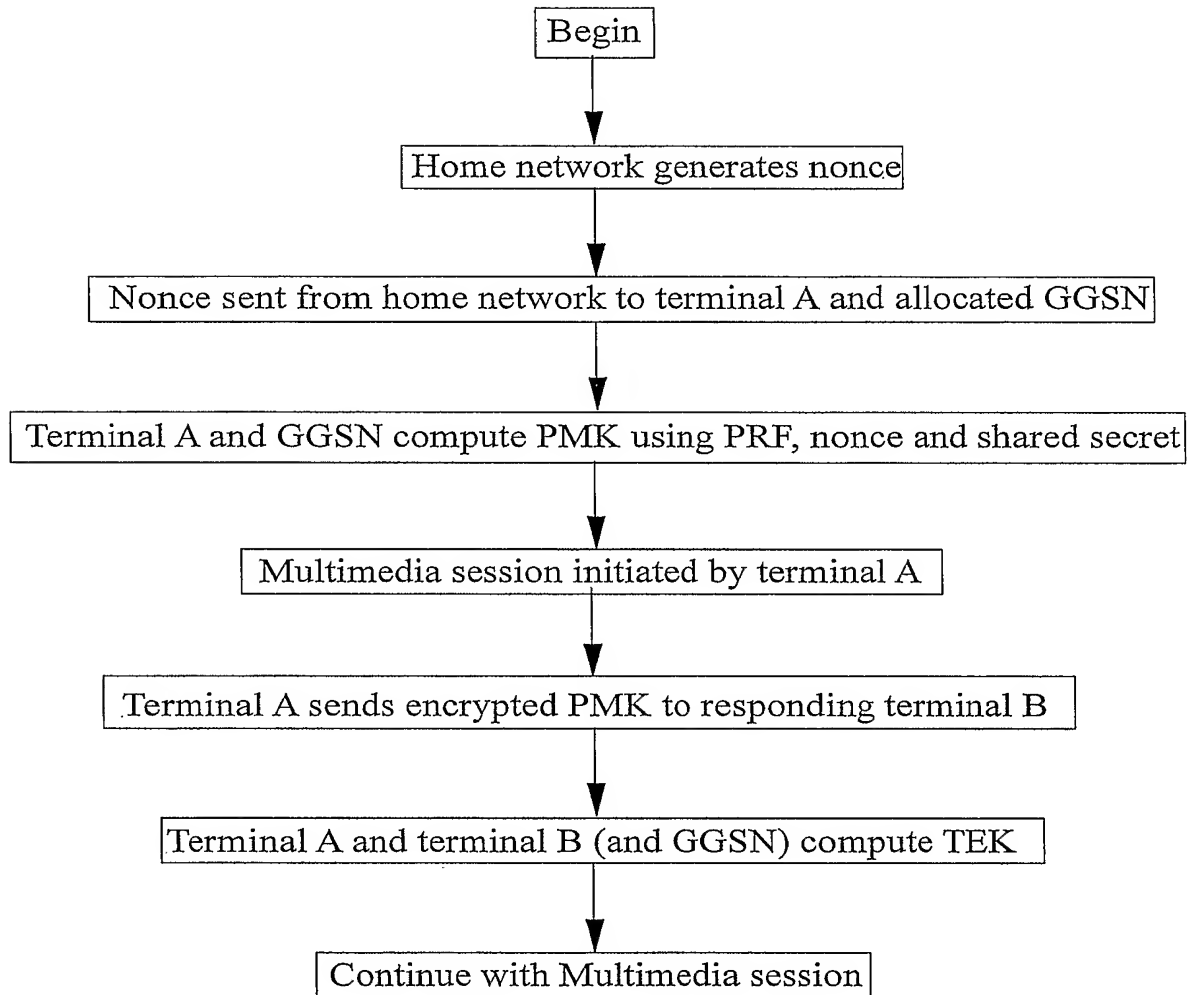 Begin
Home network generates nonce
Nonce sent from home network to terminal A and allocated GGSN
Terminal A and GGSN compute PMK using PRF, nonce and shared secret
Multimedia session initiated by terminal A
Terminal A sends encrypted PMK to responding terminal B
Terminal A and terminal B (and GGSN) compute TEK
Continue with Multimedia session